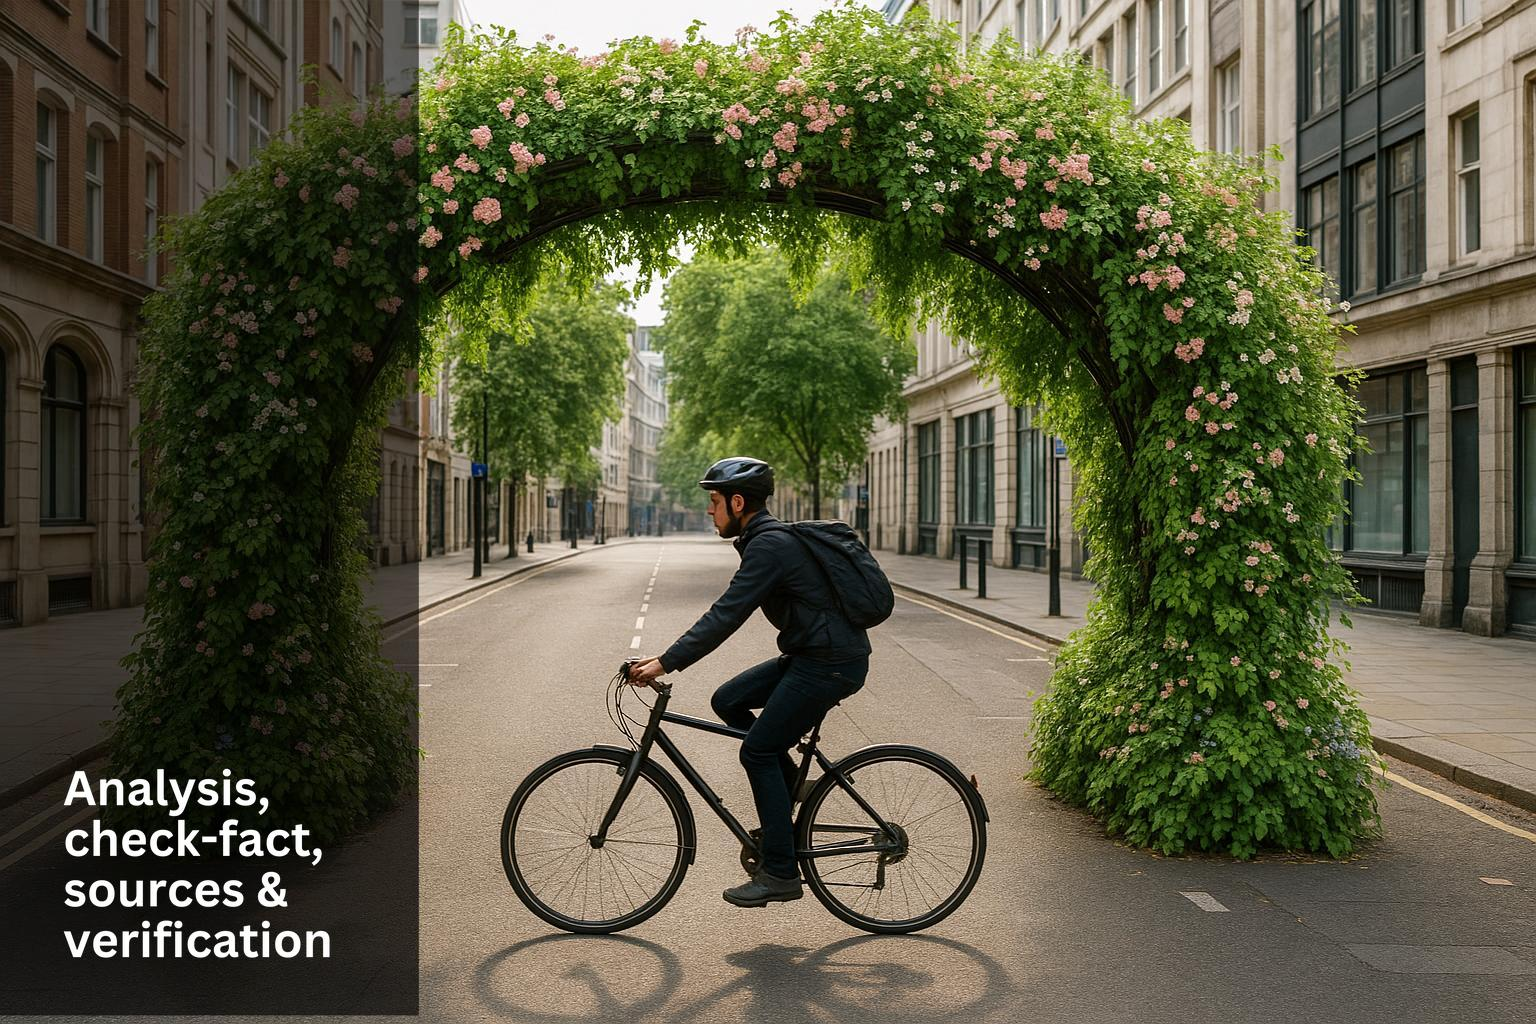 Analysis,
check-fact,
sources &
verification